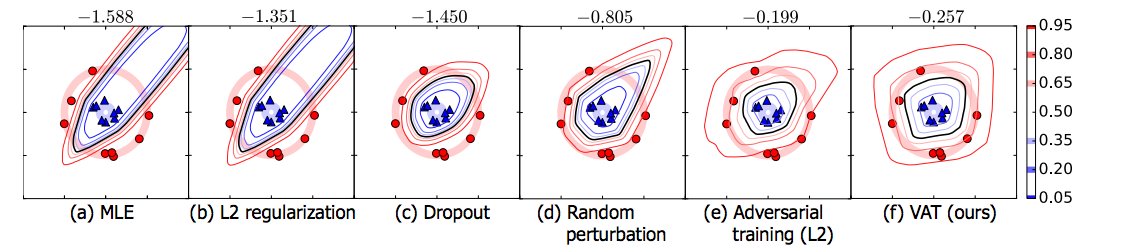 −1.588 −1.351 −1.450 −0.805 −0.199 −0.257
0.95
0.80
0.65
0.50
0.35
0.20
0.05
(a) MLE (b) L2 regularization (c) Dropout (d) Random (e) Adversarial (f) VAT (ours)
perturbation training (L2)